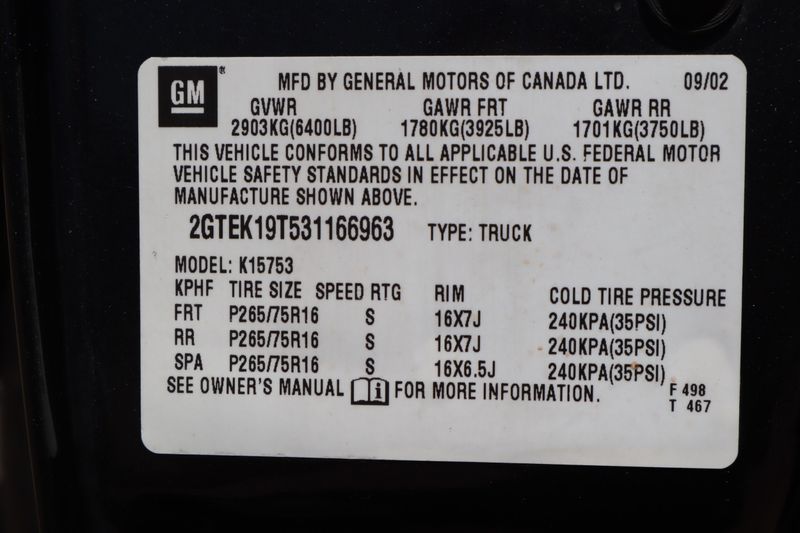 GM® MFD BY GENERAL MOTORS OF CANADA LTD. 09/02
GVWR GAWR FRT GAWR RR
2903KG(6400LB) 1780KG(3925LB) 1701KG(3750LB)
THIS VEHICLE CONFORMS TO ALL APPLICABLE U.S. FEDERAL MOTOR
VEHICLE SAFETY STANDARDS IN EFFECT ON THE DATE OF
MANUFACTURE SHOWN ABOVE.
2GTEK19T531166963 TYPE: TRUCK
MODEL: K15753
KPHF TIRE SIZE SPEED RTG RIM COLD TIRE PRESSURE
FRT P265/75R16 S 16X7J 240KPA(35PSI)
RR P265/75R16 S 16X7J 240KPA(35PSI)
SPA P265/75R16 S 16X6.5J 240KPA(35PSI)
SEE OWNER'S MANUAL i FOR MORE INFORMATION. F 498
T 467